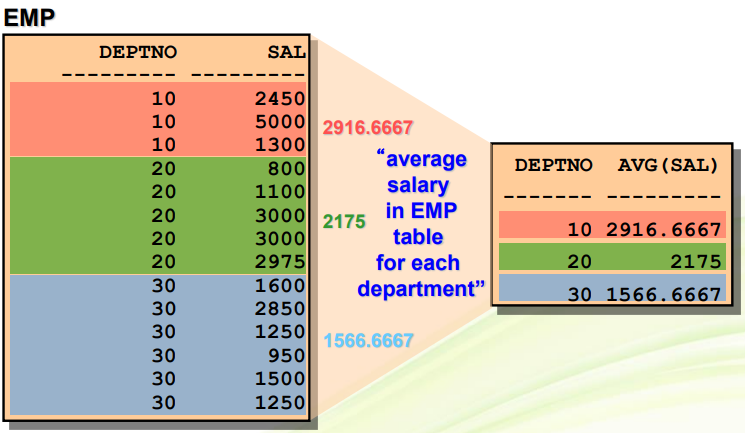 EMP
DEPTNO SAL
--------- ---------
10 2450
10 5000
10 1300
20 800
20 1100
20 3000
20 3000
20 2975
30 1600
30 2850
30 1250
30 950
30 1500
30 1250
2916.6667
2175
1566.6667
“average
salary
in EMP
table
for each
department”
DEPTNO AVG(SAL)
------- ---------
10 2916.6667
20 2175
30 1566.6667